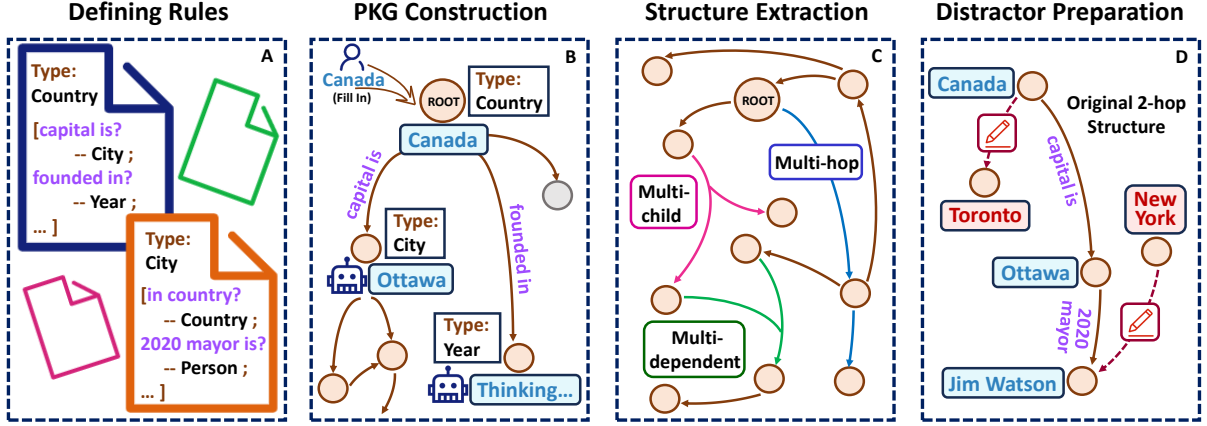 Defining Rules
PKG Construction
Structure Extraction
Distractor Preparation
A
Type:
Country
[capital is?
-- City ;
founded in?
-- Year ;
... ]
Type:
City
[in country?
-- Country ;
2020 mayor is?
-- Person ;
... ]
B
Canada
(Fill In)
ROOT
Type:
Country
Canada
capital is
founded in
Type:
City
Ottawa
Type:
Year
Thinking...
C
ROOT
Multi-hop
Multi-
child
Multi-
dependent
D
Canada
Original 2-hop
Structure
capital is
Toronto
New
York
Ottawa
2020
mayor
Jim Watson